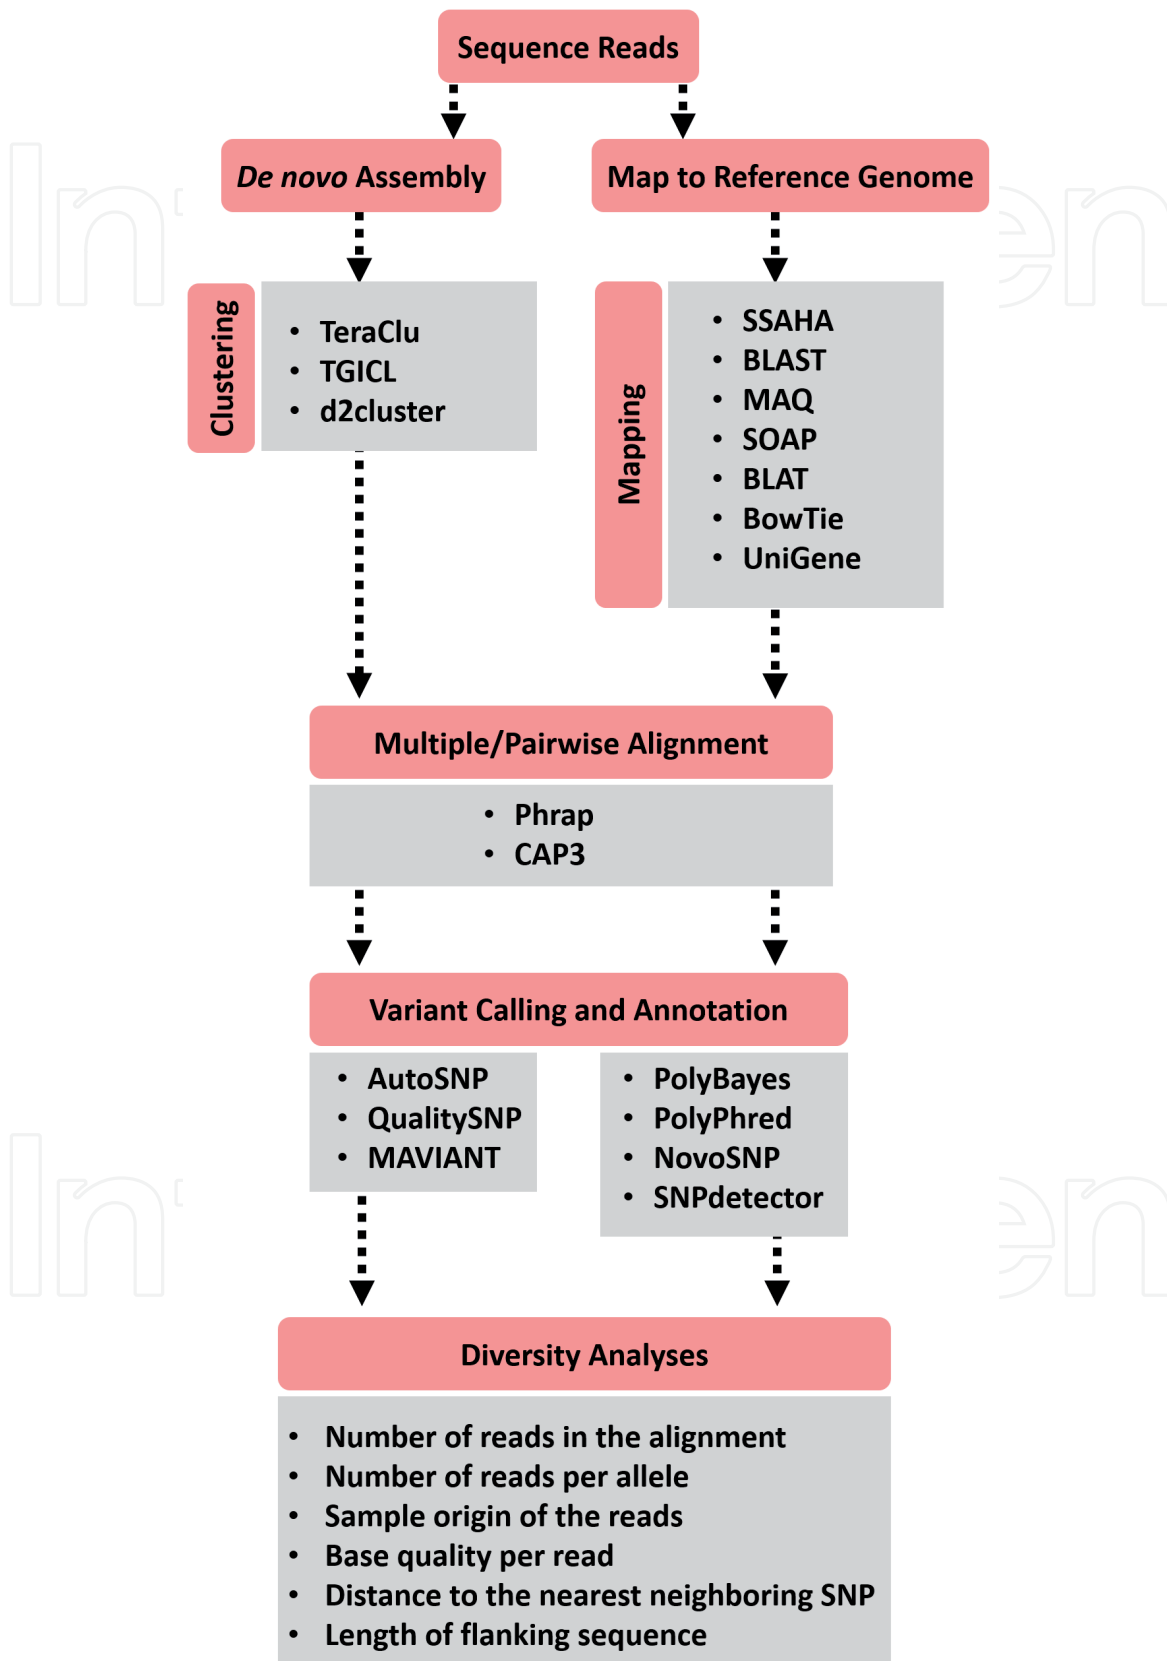 Sequence Reads
De novo Assembly
Map to Reference Genome
Clustering
• TeraClu
• TGICL
• d2cluster
Mapping
• SSAHA
• BLAST
• MAQ
• SOAP
• BLAT
• BowTie
• UniGene
Multiple/Pairwise Alignment
• Phrap
• CAP3
Variant Calling and Annotation
• AutoSNP
• QualitySNP
• MAVIANT
• PolyBayes
• PolyPhred
• NovoSNP
• SNPdetector
Diversity Analyses
• Number of reads in the alignment
• Number of reads per allele
• Sample origin of the reads
• Base quality per read
• Distance to the nearest neighboring SNP
• Length of flanking sequence